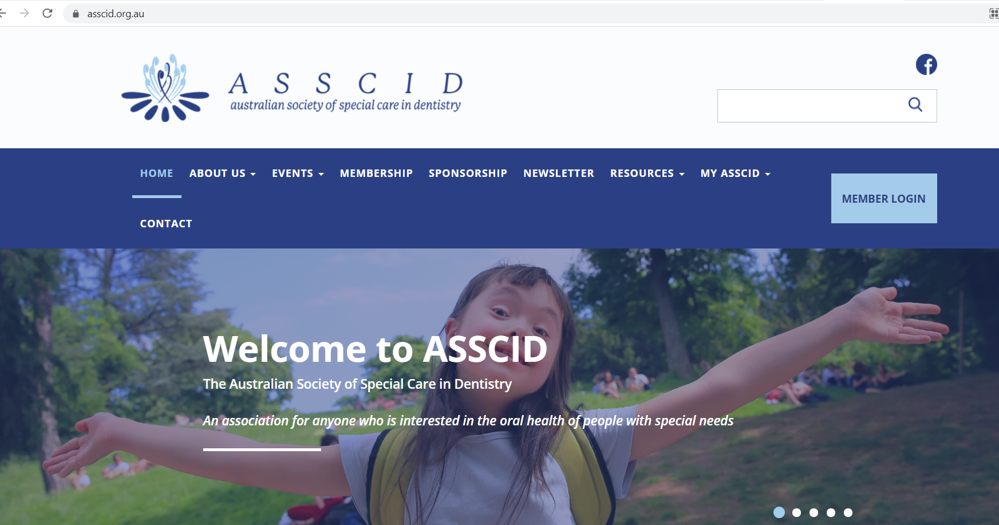 asscid.org.au
A S S C I D
australian society of special care in dentistry
HOME ABOUT US EVENTS MEMBERSHIP SPONSORSHIP NEWSLETTER RESOURCES MY ASSCID
MEMBER LOGIN
CONTACT
Welcome to ASSCID
The Australian Society of Special Care in Dentistry
An association for anyone who is interested in the oral health of people with special needs